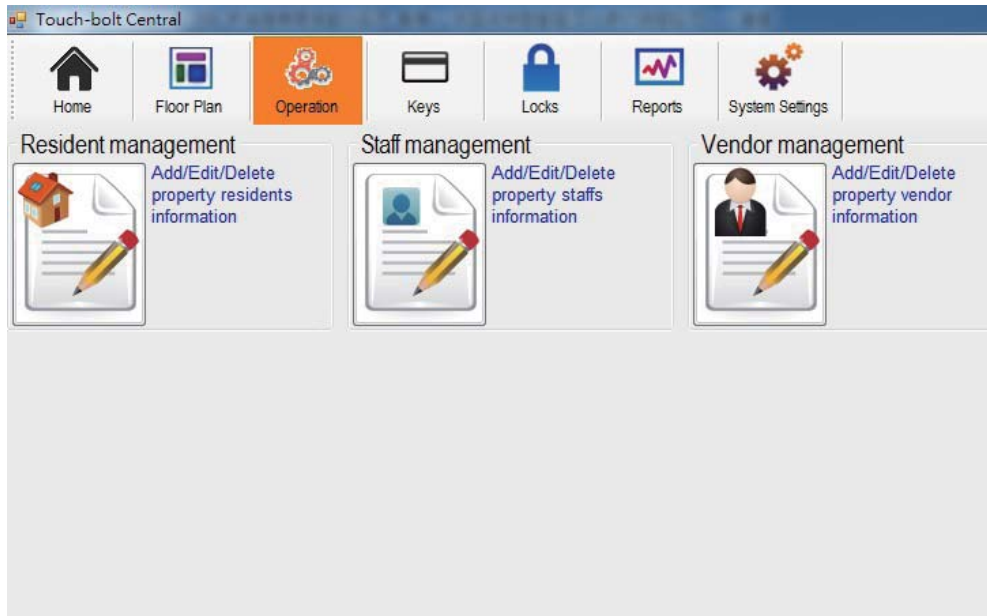 Touch-bolt Central
Home
Floor Plan
Operation
Keys
Locks
Reports
System Settings
Resident management
Add/Edit/Delete
property residents
information
Staff management
Add/Edit/Delete
property staffs
information
Vendor management
Add/Edit/Delete
property vendor
information